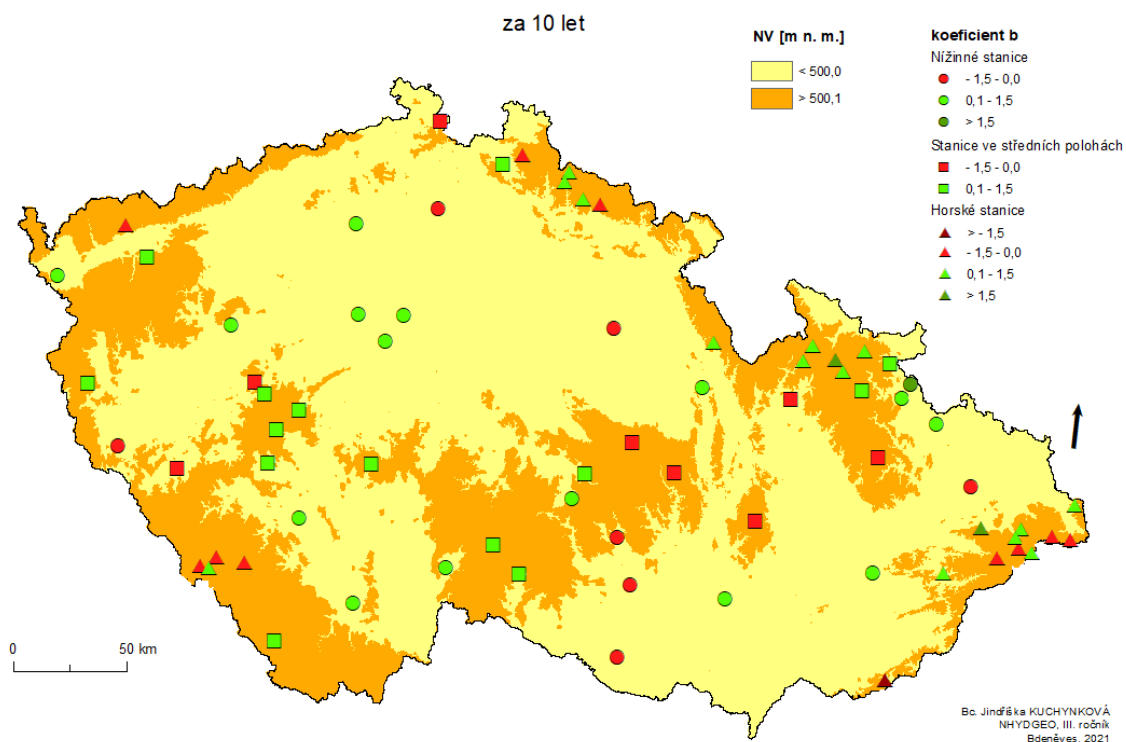 za 10 let
NV [m n. m.]
< 500,0
> 500,1
koeficient b
Nížinné stanice
- 1,5 - 0,0
0,1 - 1,5
> 1,5
Stanice ve středních polohách
- 1,5 - 0,0
0,1 - 1,5
Horské stanice
> - 1,5
- 1,5 - 0,0
0,1 - 1,5
> 1,5
0 50 km
Bc. Jindřiška KUCHYNKOVÁ
NHYDGEO, III. ročník
Bdeněves, 2021